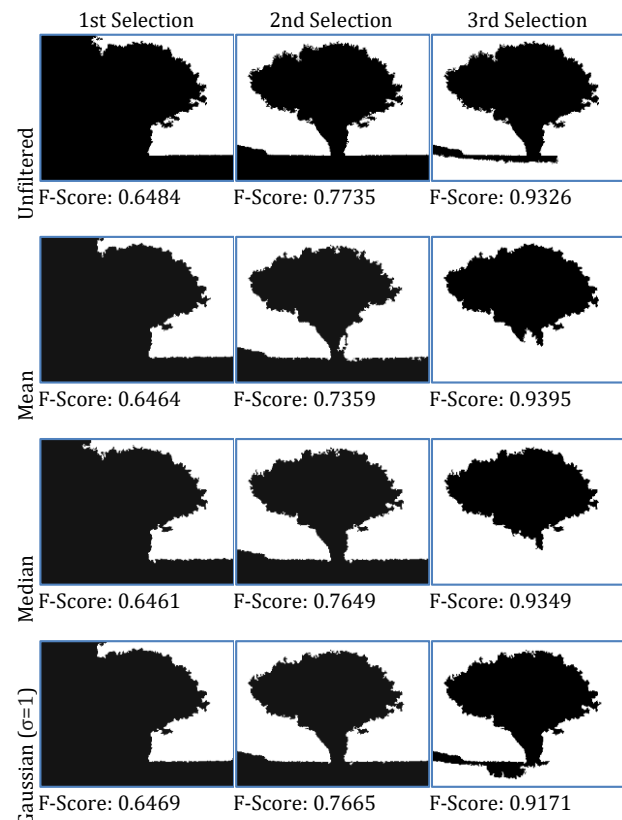 1st Selection 2nd Selection 3rd Selection
Unfiltered
F-Score: 0.6484 F-Score: 0.7735 F-Score: 0.9326
Mean
F-Score: 0.6464 F-Score: 0.7359 F-Score: 0.9395
Median
F-Score: 0.6461 F-Score: 0.7649 F-Score: 0.9349
Gaussian (σ=1)
F-Score: 0.6469 F-Score: 0.7665 F-Score: 0.9171